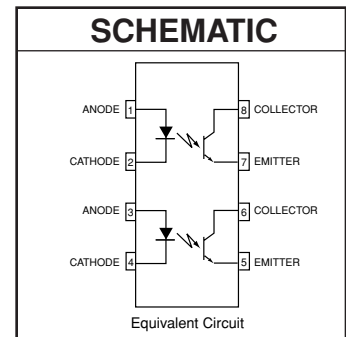 SCHEMATIC
ANODE 1 8 COLLECTOR
CATHODE 2 7 EMITTER
ANODE 3 6 COLLECTOR
CATHODE 4 5 EMITTER
Equivalent Circuit